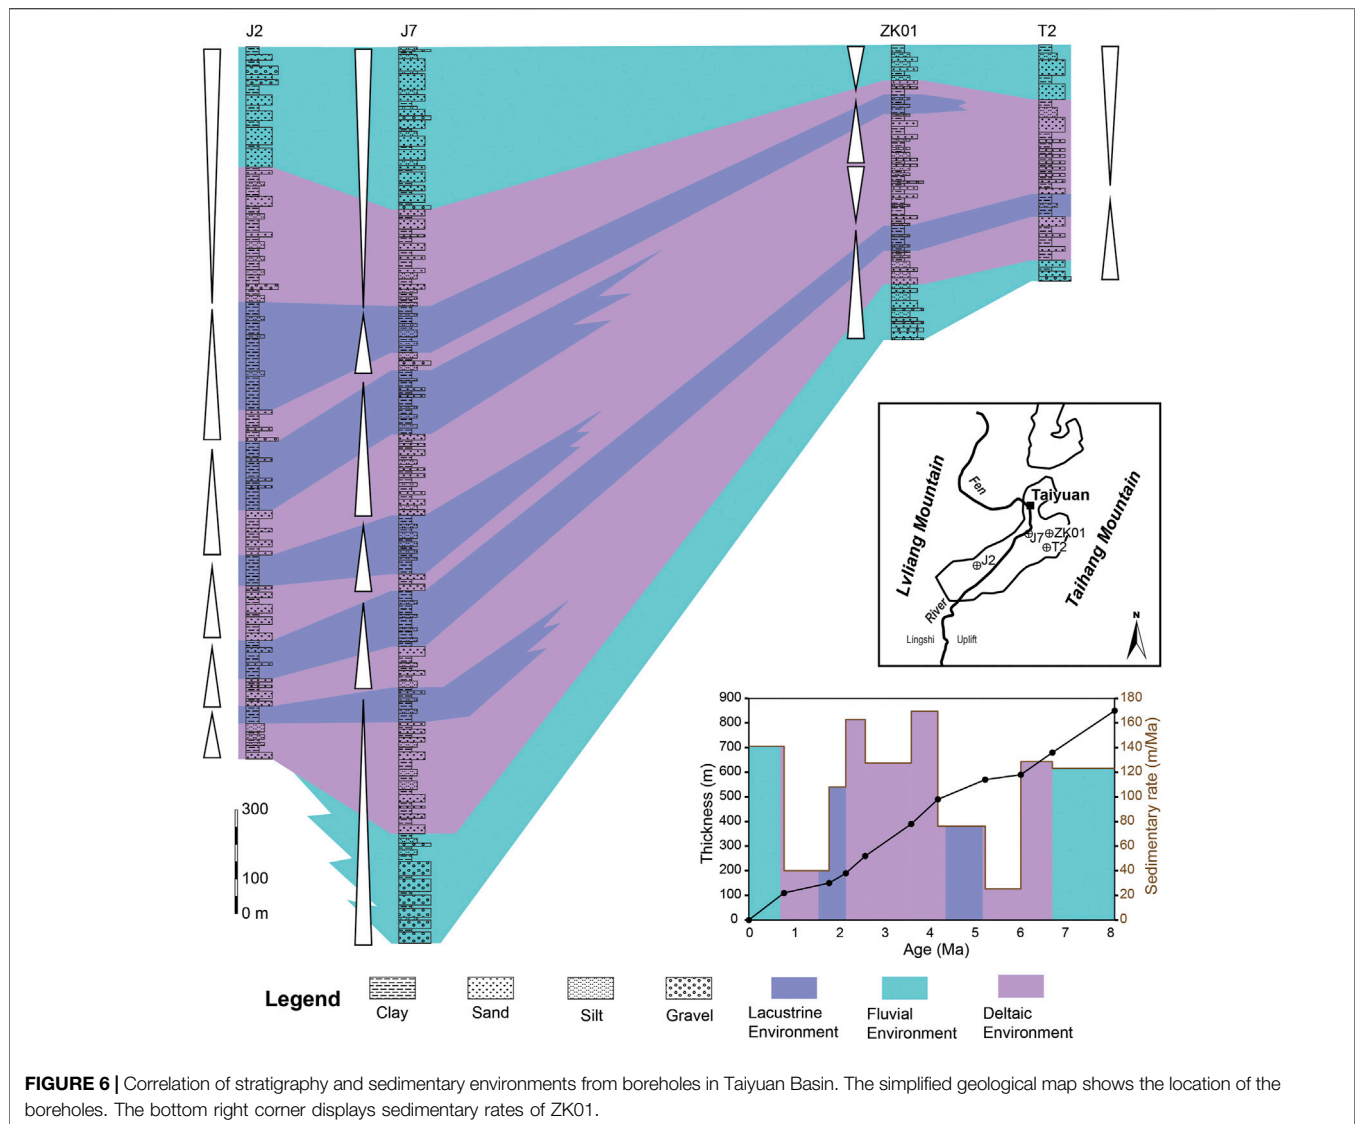 J2
J7
ZK01
T2
300
100
0 m
Lvliang Mountain
Fen
Taiyuan
J7
ZK01
T2
J2
Taihang Mountain
River
Lingshi
Uplift
N
900
800
700
600
500
400
300
200
100
0
Thickness (m)
180
160
140
120
100
80
60
40
20
0
Sedimentary rate (m/Ma)
0 1 2 3 4 5 6 7 8
Age (Ma)
Legend
Clay
Sand
Silt
Gravel
Lacustrine
Environment
Fluvial
Environment
Deltaic
Environment
FIGURE 6 | Correlation of stratigraphy and sedimentary environments from boreholes in Taiyuan Basin. The simplified geological map shows the location of the
boreholes. The bottom right corner displays sedimentary rates of ZK01.